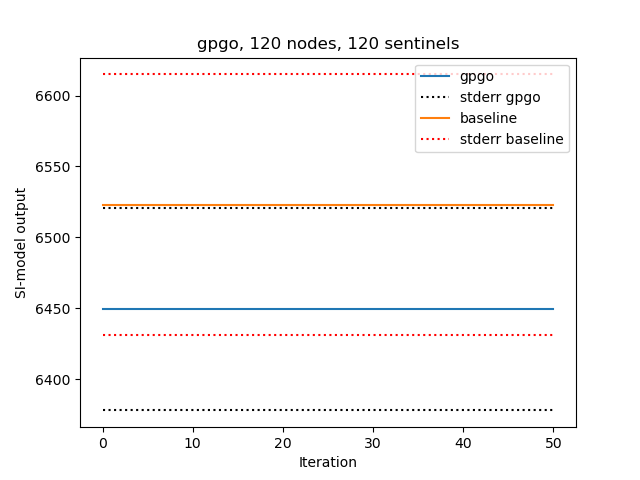 gpgo, 120 nodes, 120 sentinels
gpgo
stderr gpgo
baseline
stderr baseline
SI-model output
6600
6550
6500
6450
6400
0 10 20 30 40 50
Iteration